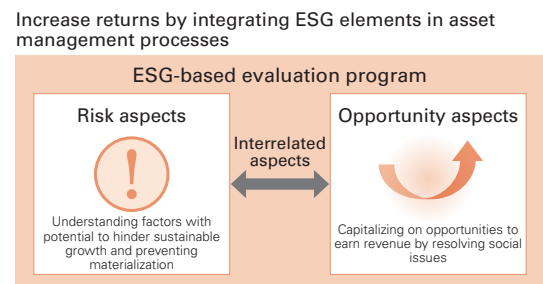 Increase returns by integrating ESG elements in asset
management processes
ESG-based evaluation program
Risk aspects
Understanding factors with
potential to hinder sustainable
growth and preventing
materialization
Interrelated
aspects
Opportunity aspects
Capitalizing on opportunities to
earn revenue by resolving social
issues